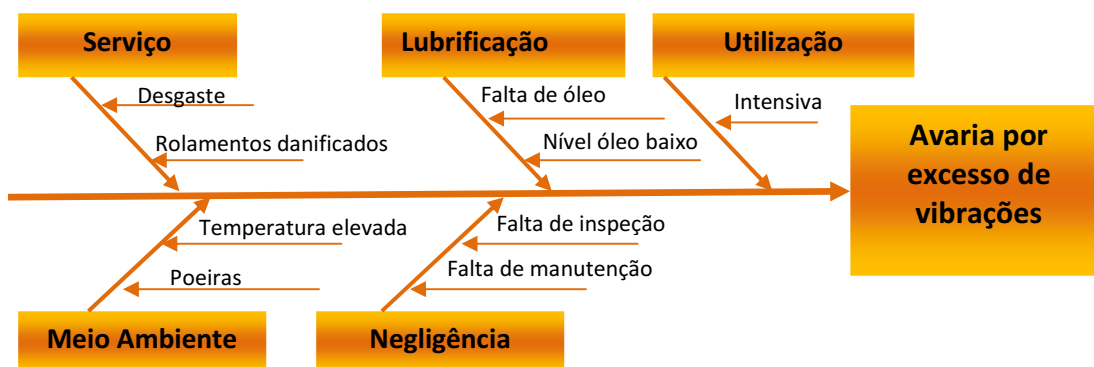 Serviço
Lubrificação
Utilização
Desgaste
Falta de óleo
Intensiva
Rolamentos danificados
Nível óleo baixo
Avaria por
excesso de
vibrações
Temperatura elevada
Falta de inspeção
Poeiras
Falta de manutenção
Meio Ambiente
Negligência